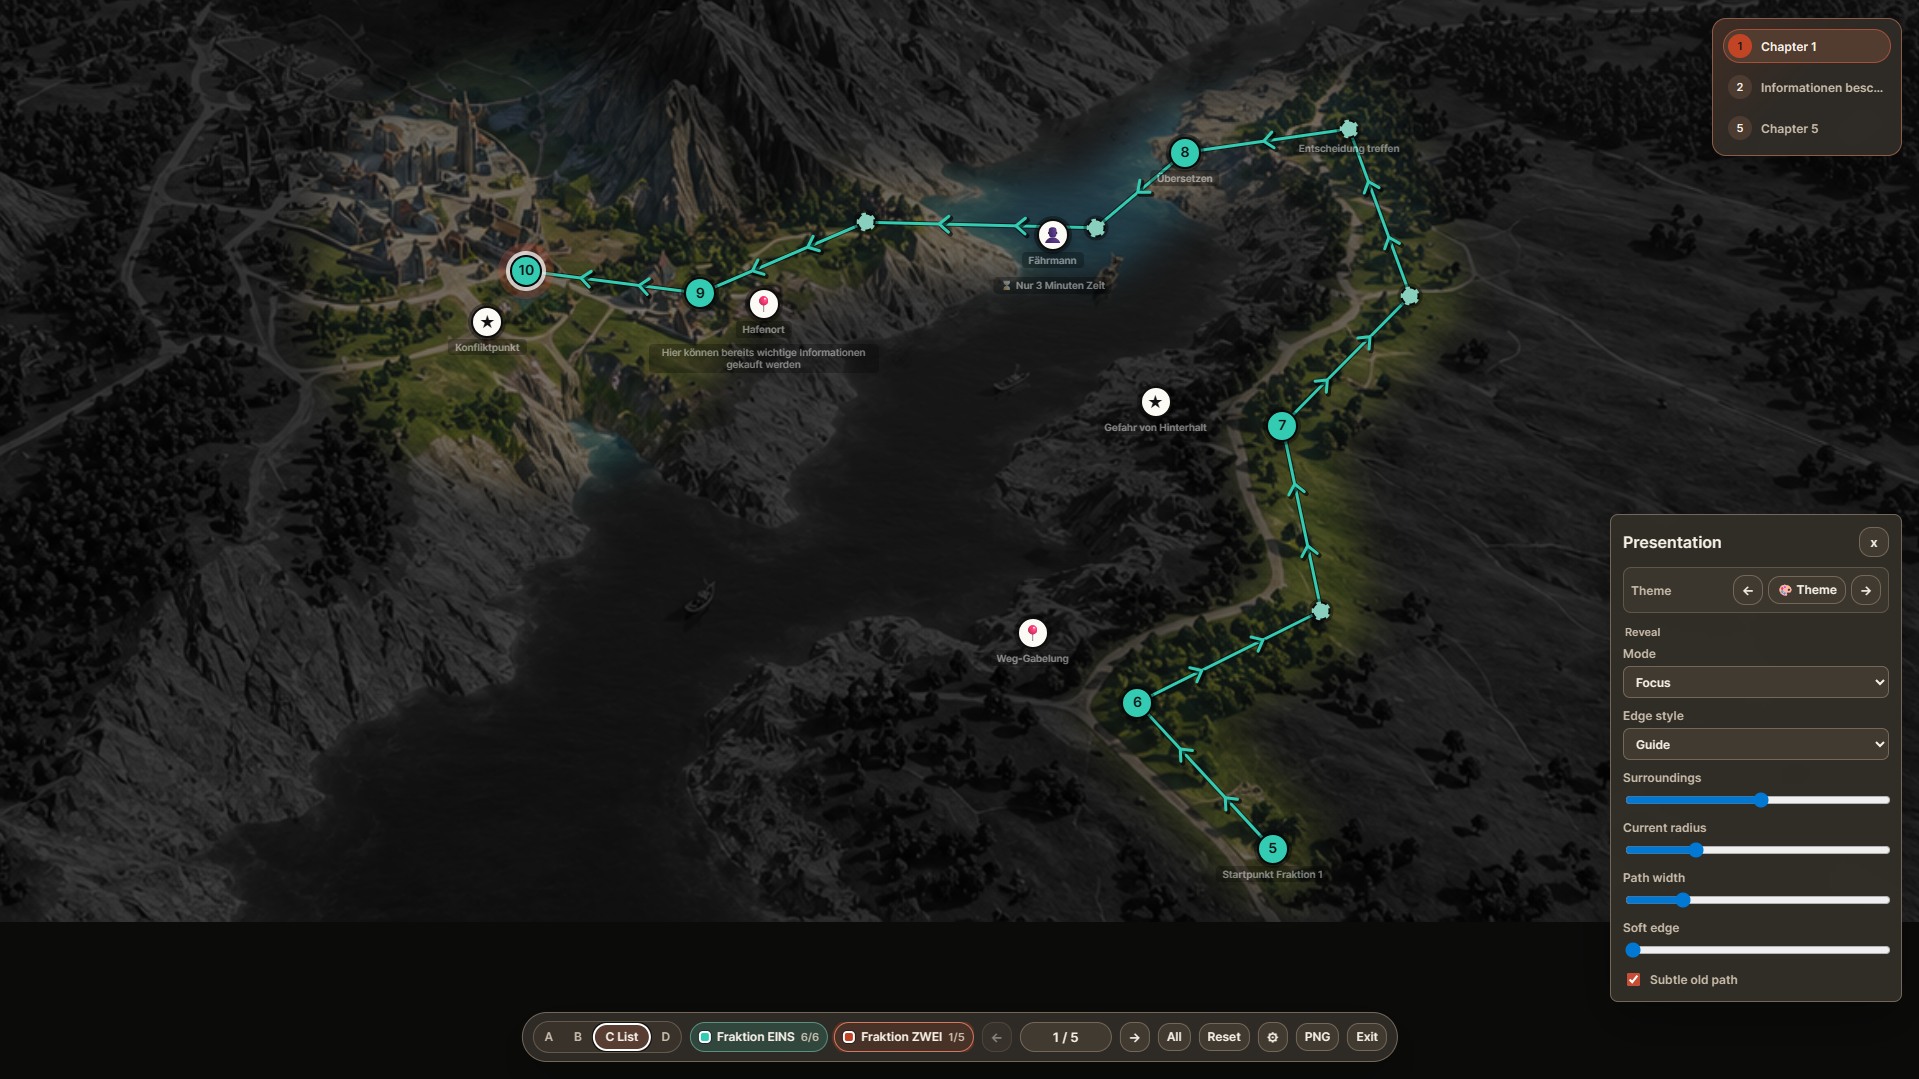 1 Chapter 1
2 Informationen besc...
5 Chapter 5
Entscheidung treffen
8
Übersetzen
Fährmann
⌛ Nur 3 Minuten Zeit
10
9
Hafenort
Hier können bereits wichtige Informationen
gekauft werden
★
Konfliktpunkt
★
Gefahr von Hinterhalt
7
Weg-Gabelung
6
5
Startpunkt Fraktion 1
Presentation x
Theme ← 🎨 Theme →
Reveal
Mode
Focus
Edge style
Guide
Surroundings
Current radius
Path width
Soft edge
Subtle old path
A B C List D Fraktion EINS 6/6 Fraktion ZWEI 1/5 ← 1 / 5 → All Reset ⚙ PNG Exit